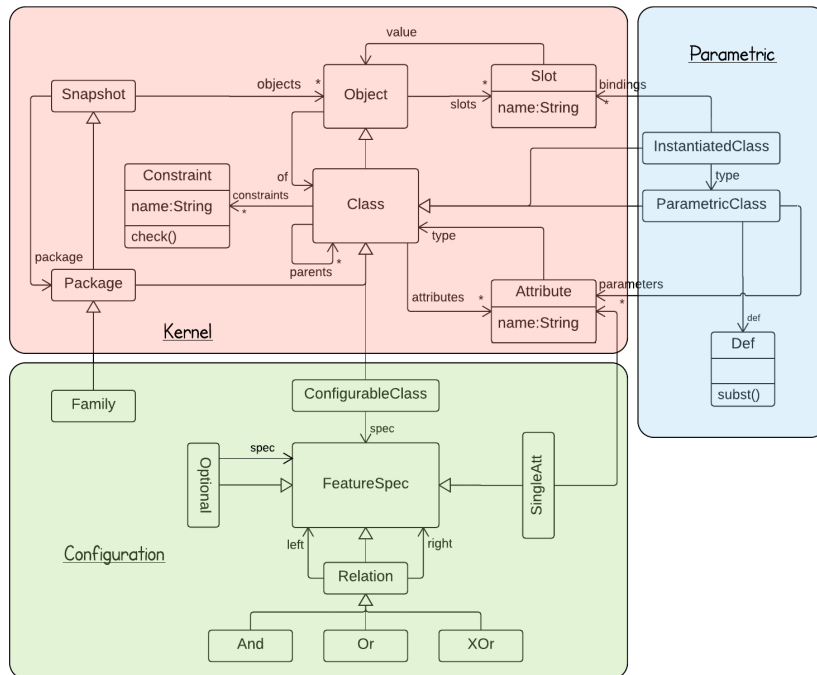 value
Parametric
Snapshot
objects
*
Object
slots
*
Slot
name:String
bindings
*
InstantiatedClass
of
type
Constraint
name:String
check()
constraints
*
Class
ParametricClass
type
package
parents
*
Package
attributes
*
Attribute
name:String
parameters
*
def
Kernel
Def
subst()
Family
ConfigurableClass
spec
spec
Optional
FeatureSpec
SingleAtt
Configuration
left
right
Relation
And
Or
XOr